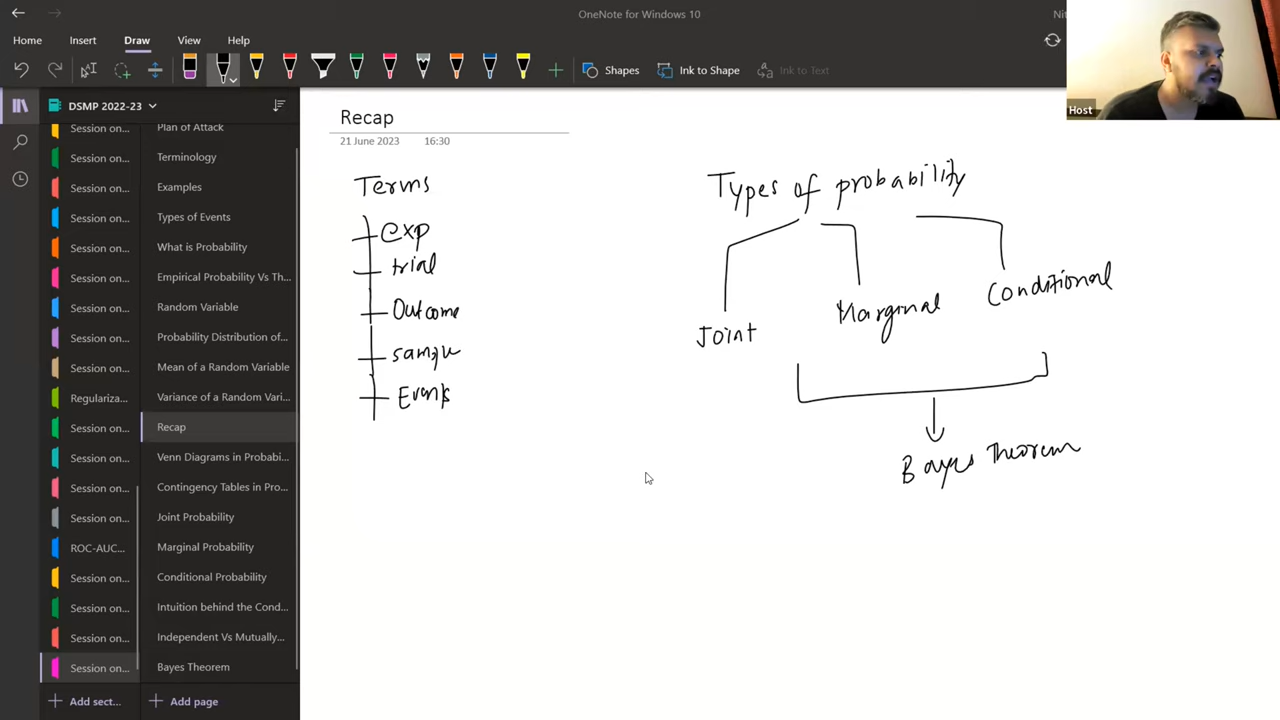 OneNote for Windows 10
Nit
Home
Insert
Draw
View
Help
Shapes
Ink to Shape
Ink to Text
Host
DSMP 2022-23
Session on...
Session on...
Session on...
Session on...
Session on...
Session on...
Session on...
Session on...
Session on...
Regulariza...
Session on...
Session on...
Session on...
Session on...
ROC-AUC...
Session on...
Session on...
Session on...
Session on...
Add sect...
Plan of Attack
Terminology
Examples
Types of Events
What is Probability
Empirical Probability Vs Th...
Random Variable
Probability Distribution of...
Mean of a Random Variable
Variance of a Random Vari...
Recap
Venn Diagrams in Probabi...
Contingency Tables in Pro...
Joint Probability
Marginal Probability
Conditional Probability
Intuition behind the Cond...
Independent Vs Mutually...
Bayes Theorem
Add page
Recap
21 June 2023 16:30
Terms
exp
trial
Outcome
sample
Events
Types of probability
Joint
Marginal
Conditional
Bayes Theorem